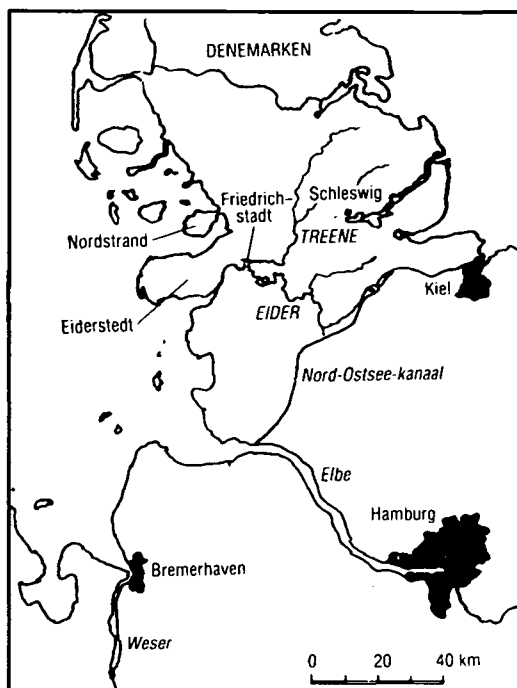 DENEMARKEN
Friedrich-
stadt
Schleswig
Nordstrand
TREENE
Kiel
Eiderstedt
EIDER
Nord-Ostsee-kanaal
Elbe
Hamburg
Bremerhaven
Weser
0 20 40 km